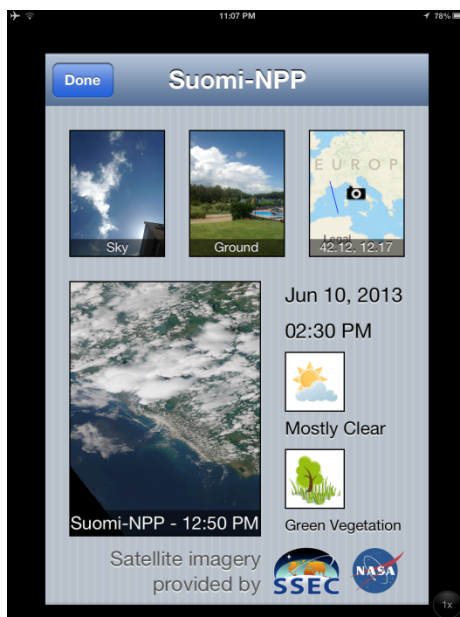 11:07 PM
78%
Done
Suomi-NPP
EUROP
Sky
Ground
Legal
42.12, 12.17
Jun 10, 2013
02:30 PM
Mostly Clear
Suomi-NPP - 12:50 PM
Green Vegetation
Satellite imagery
provided by
SSEC
NASA
1x